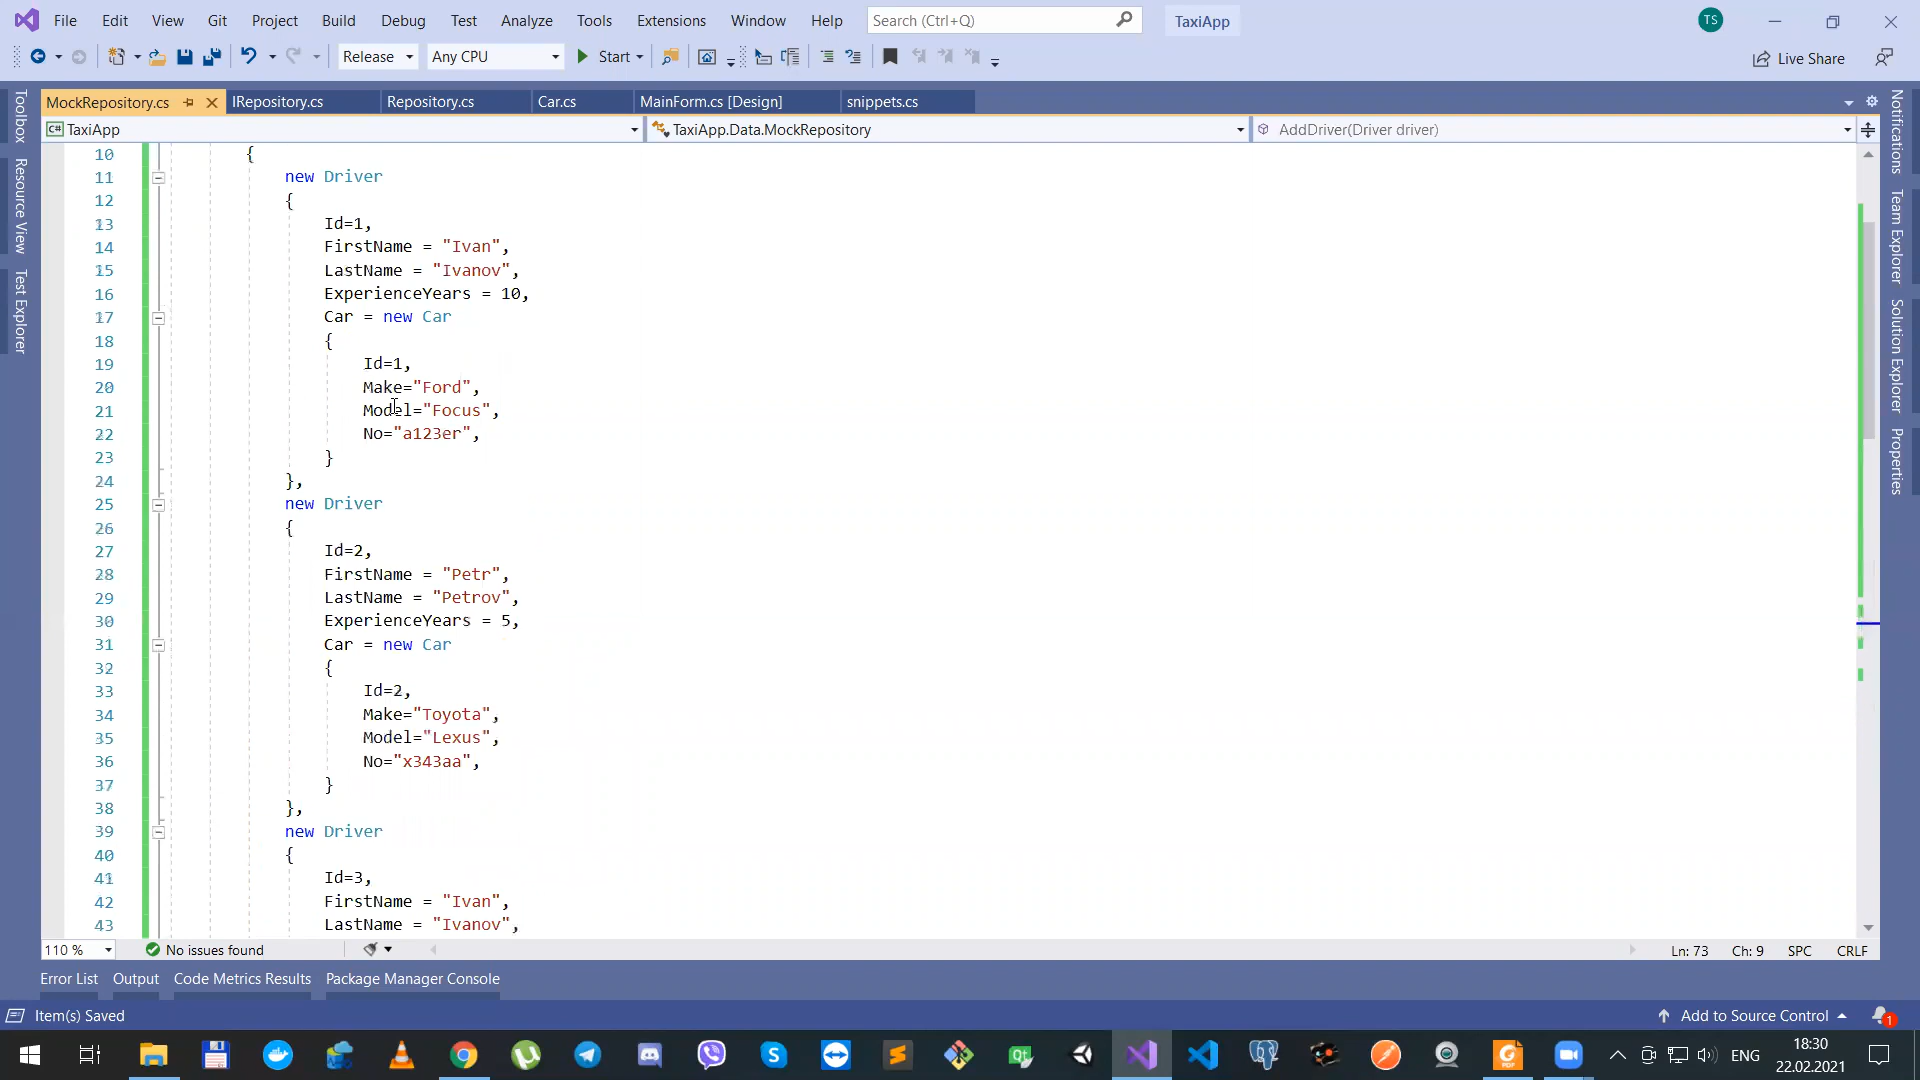 File Edit View Git Project Build Debug Test Analyze Tools Extensions Window Help Search (Ctrl+Q) TaxiApp TS
Release Any CPU Start Live Share
MockRepository.cs IRepository.cs Repository.cs Car.cs MainForm.cs [Design] snippets.cs
C# TaxiApp TaxiApp.Data.MockRepository AddDriver(Driver driver)
Toolbox
Resource View
Test Explorer
10 {
11 new Driver
12 {
13 Id=1,
14 FirstName = "Ivan",
15 LastName = "Ivanov",
16 ExperienceYears = 10,
17 Car = new Car
18 {
19 Id=1,
20 Make="Ford",
21 Model="Focus",
22 No="a123er",
23 }
24 },
25 new Driver
26 {
27 Id=2,
28 FirstName = "Petr",
29 LastName = "Petrov",
30 ExperienceYears = 5,
31 Car = new Car
32 {
33 Id=2,
34 Make="Toyota",
35 Model="Lexus",
36 No="x343aa",
37 }
38 },
39 new Driver
40 {
41 Id=3,
42 FirstName = "Ivan",
43 LastName = "Ivanov",
Notifications
Team Explorer
Solution Explorer
Properties
110 % No issues found Ln: 73 Ch: 9 SPC CRLF
Error List Output Code Metrics Results Package Manager Console
Item(s) Saved Add to Source Control 1
ENG 18:30
22.02.2021